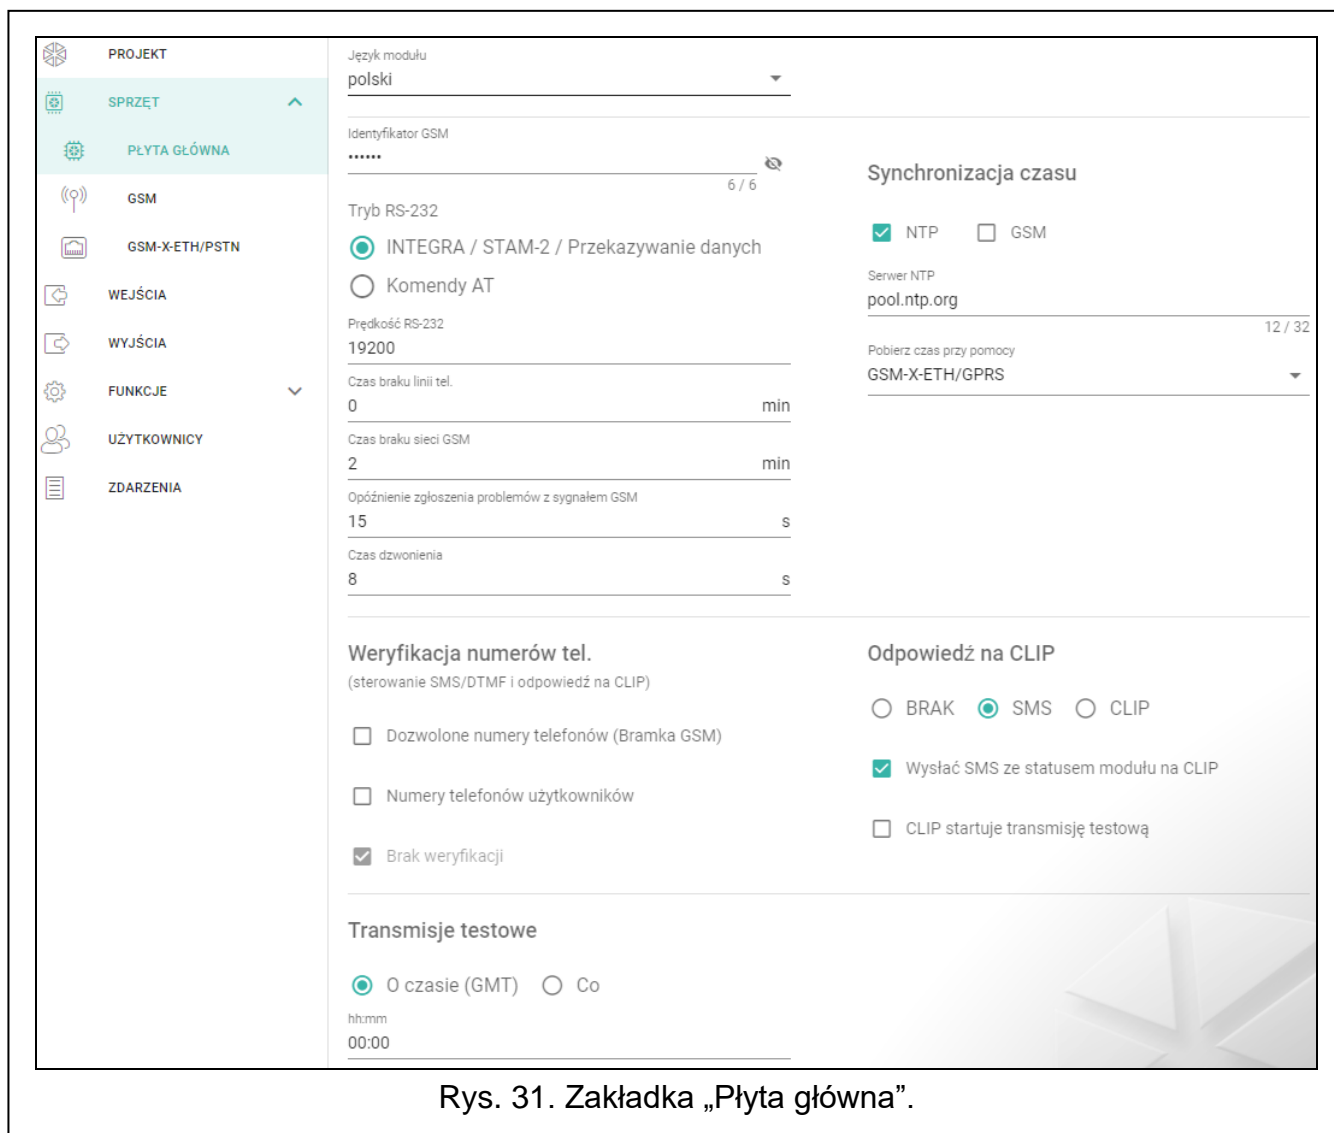 PROJEKT
SPRZĘT
PŁYTA GŁÓWNA
GSM
GSM-X-ETH/PSTN
WEJŚCIA
WYJŚCIA
FUNKCJE
UŻYTKOWNICY
ZDARZENIA
Język modułu
polski
Identyfikator GSM
••••••
6 / 6
Tryb RS-232
INTEGRA / STAM-2 / Przekazywanie danych
Komendy AT
Prędkość RS-232
19200
Czas braku linii tel.
0 min
Czas braku sieci GSM
2 min
Opóźnienie zgłoszenia problemów z sygnałem GSM
15 s
Czas dzwonienia
8 s
Synchronizacja czasu
NTP GSM
Serwer NTP
pool.ntp.org
12 / 32
Pobierz czas przy pomocy
GSM-X-ETH/GPRS
Weryfikacja numerów tel.
(sterowanie SMS/DTMF i odpowiedź na CLIP)
Dozwolone numery telefonów (Bramka GSM)
Numery telefonów użytkowników
Brak weryfikacji
Odpowiedź na CLIP
BRAK SMS CLIP
Wysłać SMS ze statusem modułu na CLIP
CLIP startuje transmisję testową
Transmisje testowe
O czasie (GMT) Co
hh:mm
00:00
Rys. 31. Zakładka „Płyta główna”.